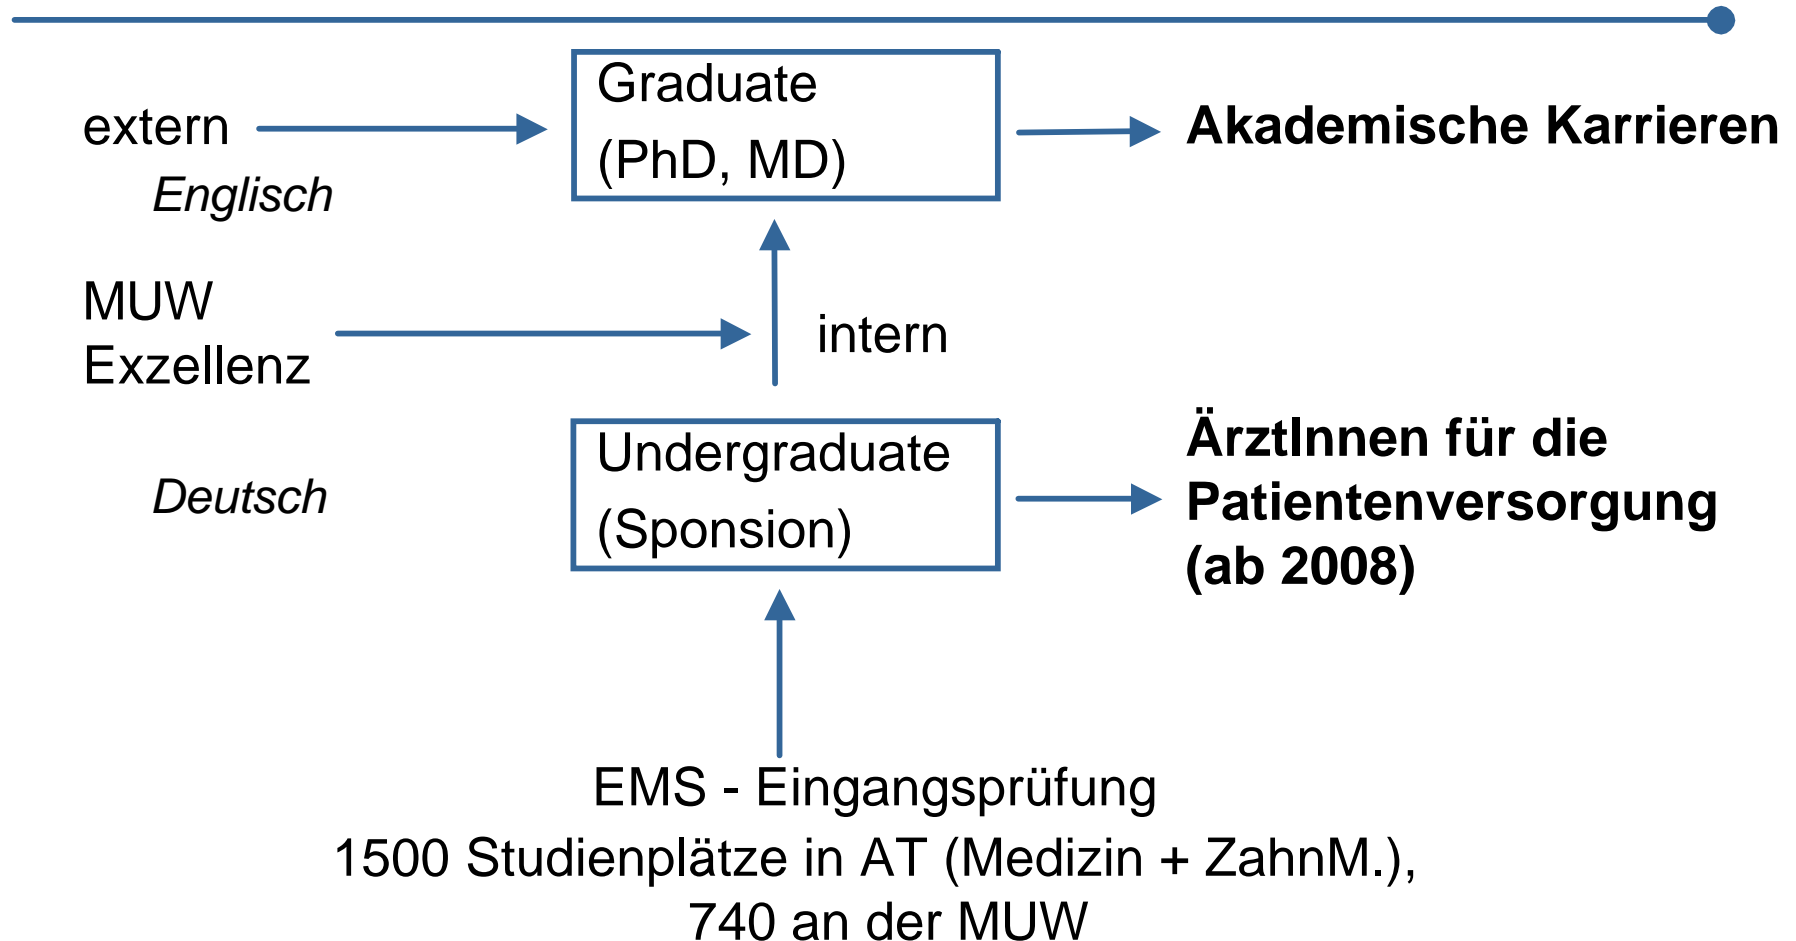 Graduate
(PhD, MD)
extern
Akademische Karrieren
Englisch
MUW
Exzellenz
intern
Undergraduate
(Sponsion)
Deutsch
ÄrztInnen für die
Patientenversorgung
(ab 2008)
EMS - Eingangsprüfung
1500 Studienplätze in AT (Medizin + ZahnM.),
740 an der MUW